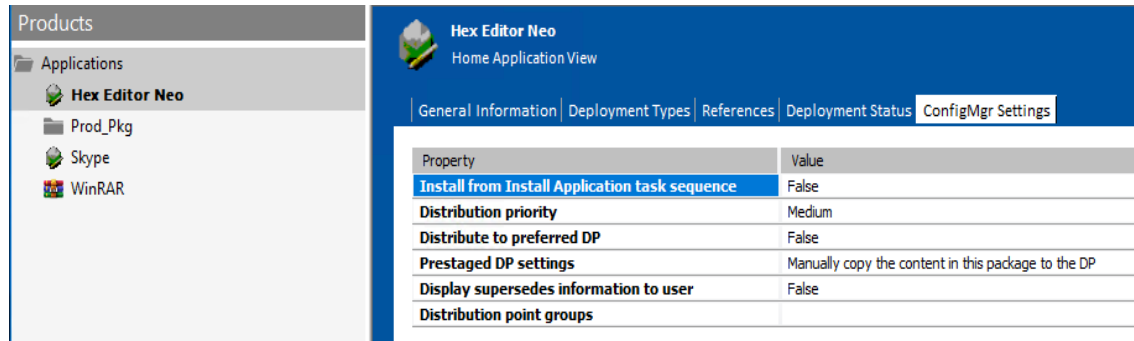 Products
Applications
Hex Editor Neo
Prod_Pkg
Skype
WinRAR
Hex Editor Neo
Home Application View
General Information Deployment Types References Deployment Status ConfigMgr Settings
Property Value
Install from Install Application task sequence False
Distribution priority Medium
Distribute to preferred DP False
Prestaged DP settings Manually copy the content in this package to the DP
Display supersedes information to user False
Distribution point groups